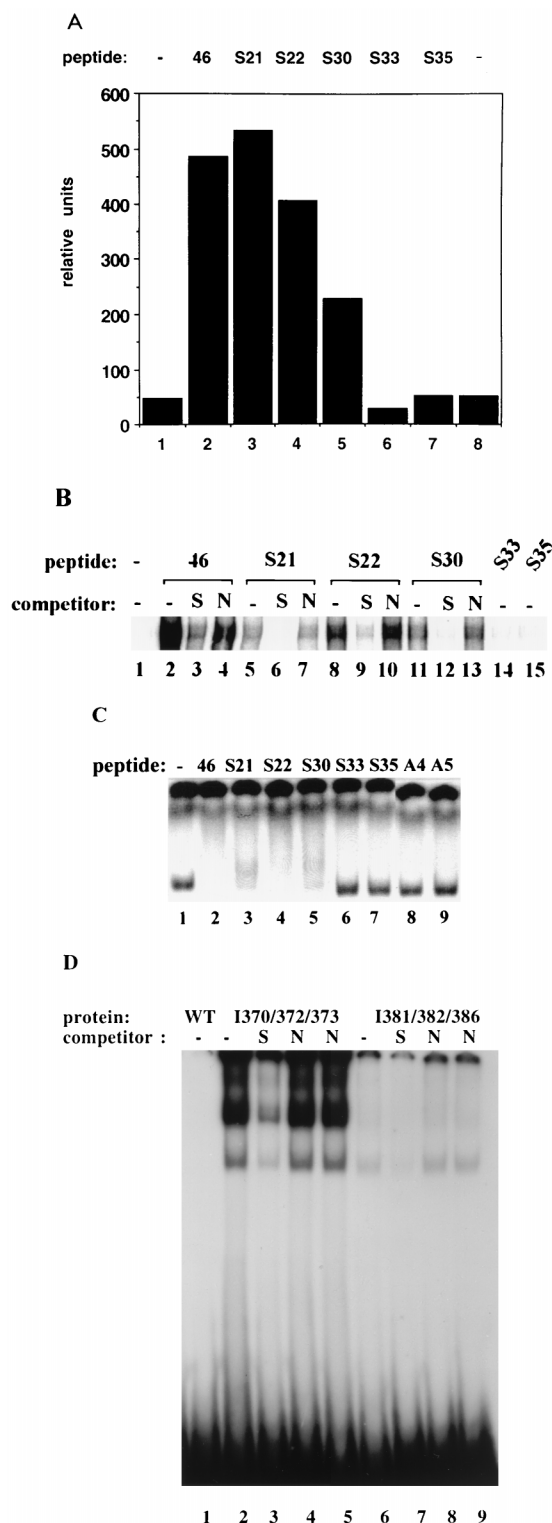 A
peptide: - 46 S21 S22 S30 S33 S35 -
600
500
400
300
200
100
0
relative units
1 2 3 4 5 6 7 8
B
peptide: - 46 S21 S22 S30 S33 S35
competitor: - - S N - S N - S N - S N - -
1 2 3 4 5 6 7 8 9 10 11 12 13 14 15
C
peptide: - 46 S21 S22 S30 S33 S35 A4 A5
1 2 3 4 5 6 7 8 9
D
protein: WT I370/372/373 I381/382/386
competitor : - - S N N - S N N
1 2 3 4 5 6 7 8 9